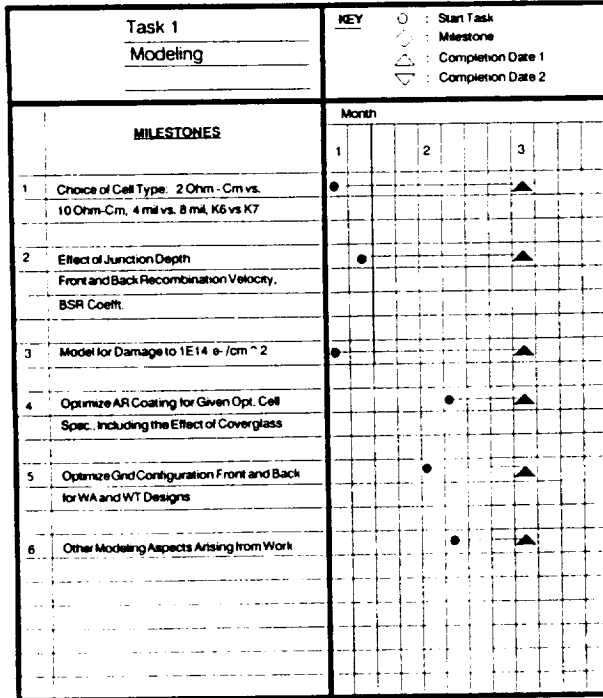 Task 1
Modeling
KEY
: Start Task
: Milestone
: Completion Date 1
: Completion Date 2
MILESTONES
Month
1 2 3
1 Choice of Cell Type: 2 Ohm - Cm vs.
10 Ohm-Cm, 4 mil vs. 8 mil, K6 vs K7
2 Effect of Junction Depth
Front and Back Recombination Velocity,
BSR Coefft.
3 Model for Damage to 1E14 e-/cm ^ 2
4 Optimize AR Coating for Given Opt. Cell
Spec., Including the Effect of Coverglass
5 Optimize Grid Configuration Front and Back
for WA and WT Designs
6 Other Modeling Aspects Arising from Work